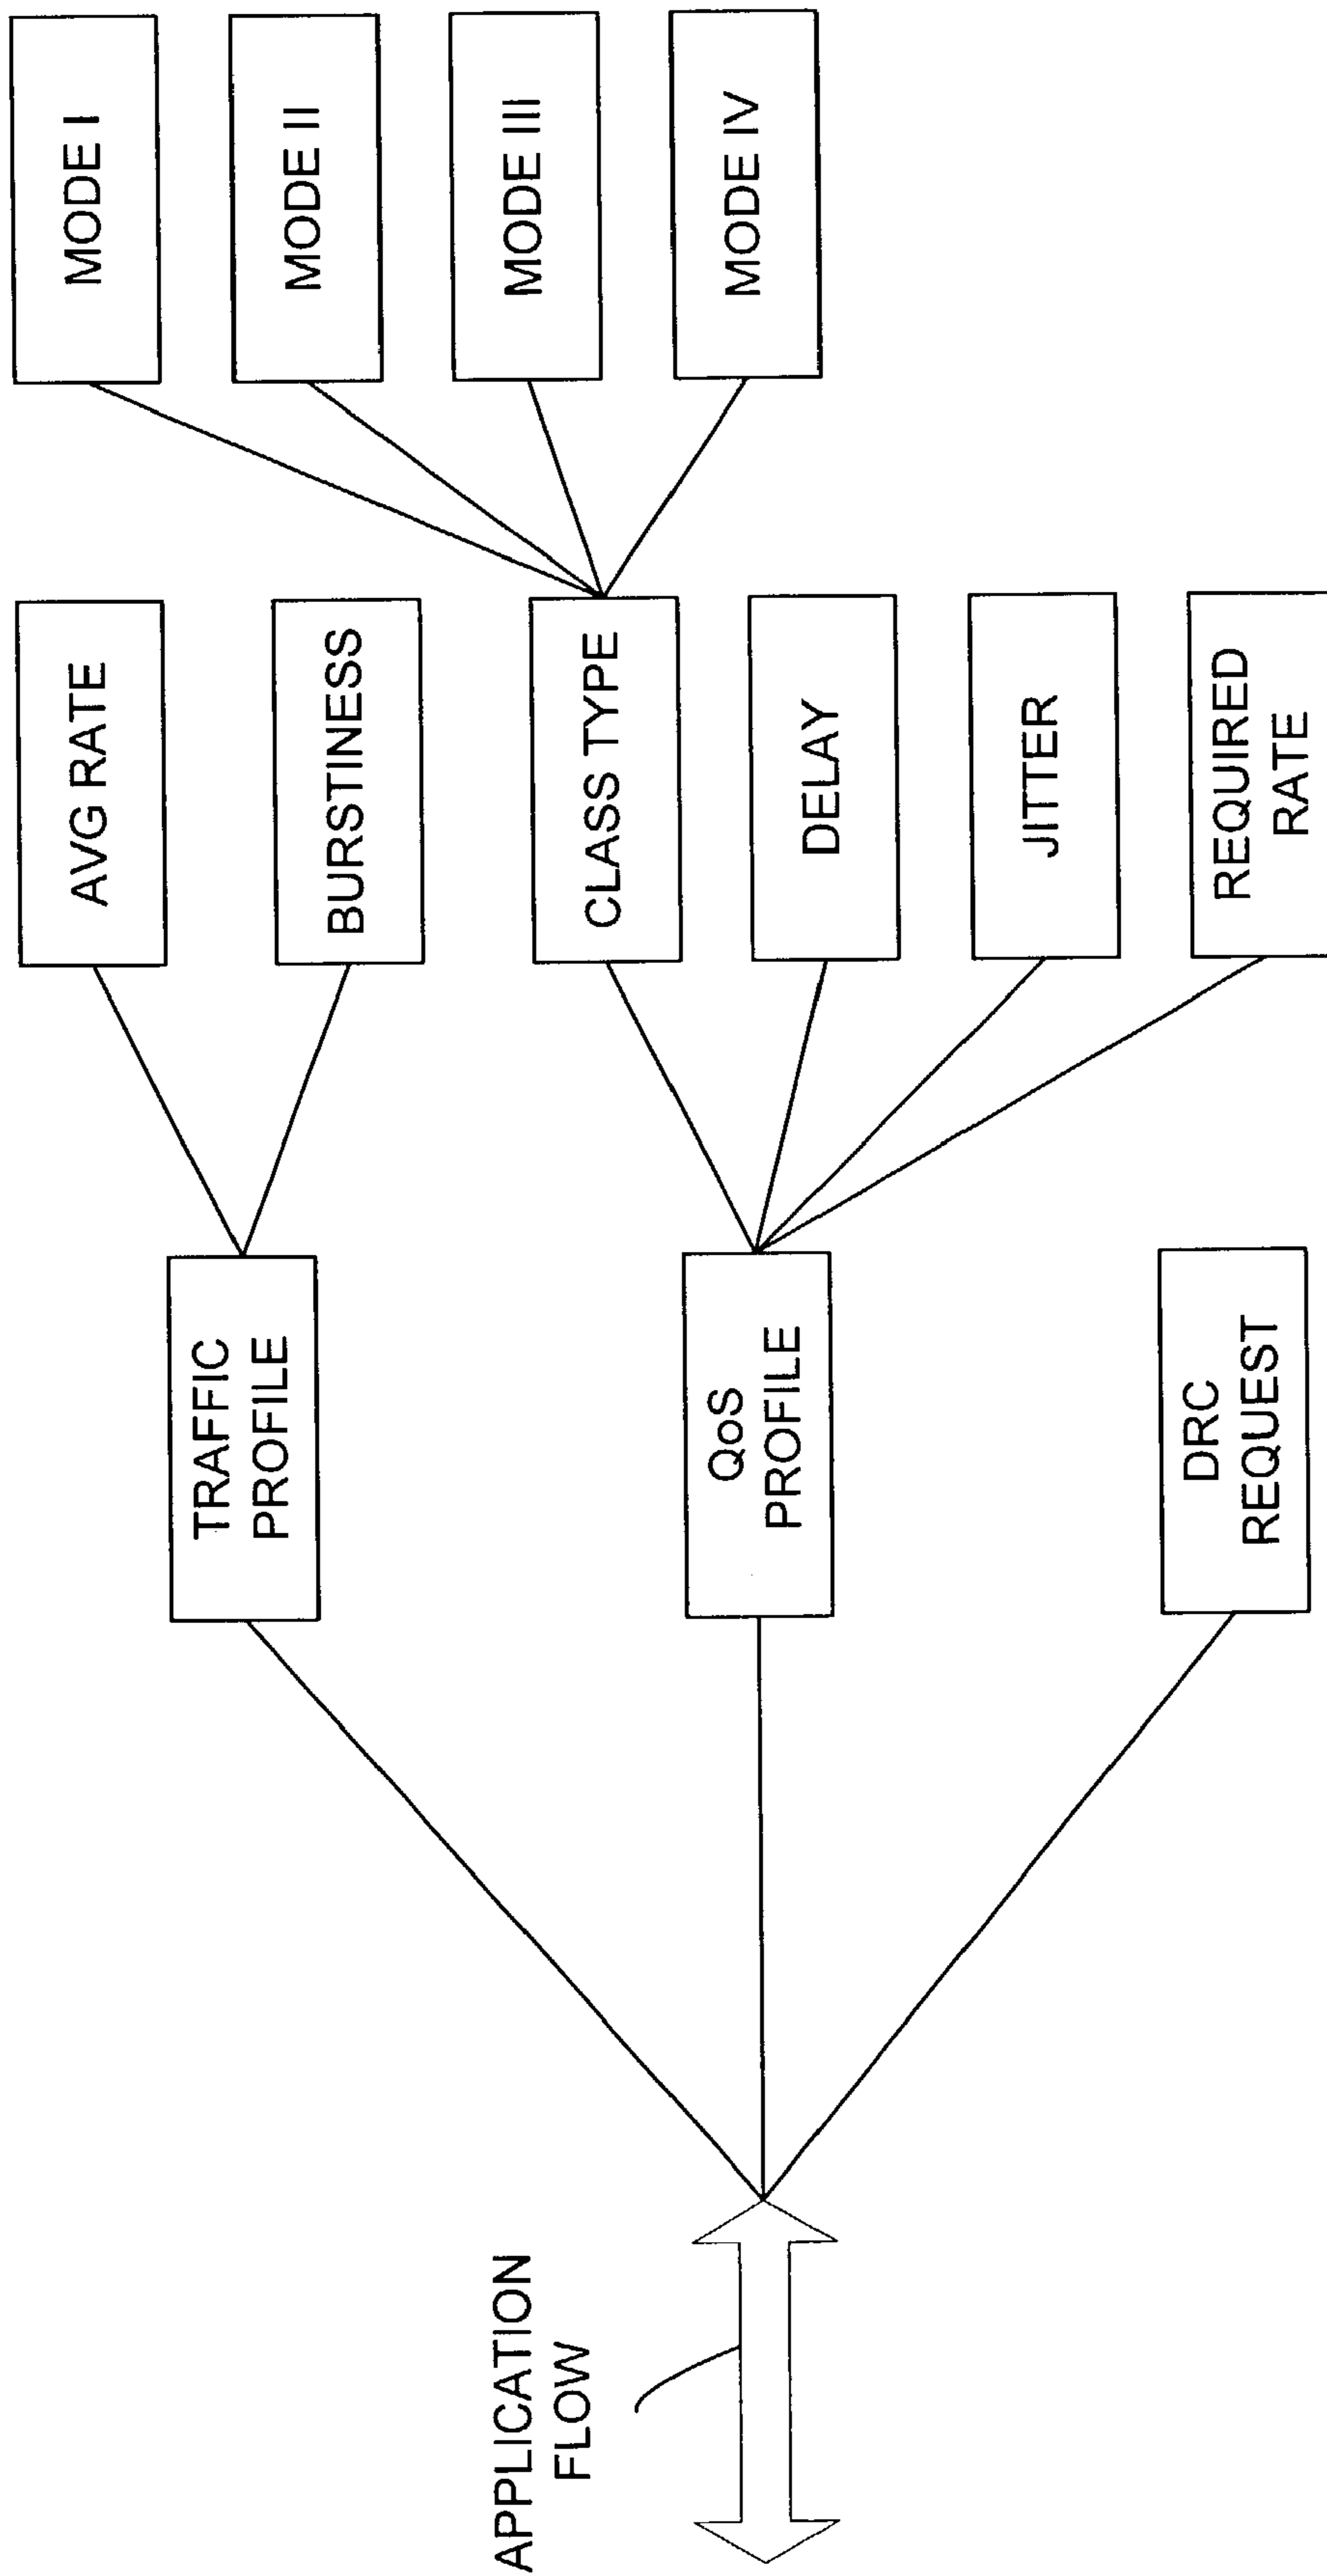 APPLICATION
FLOW
TRAFFIC
PROFILE
QoS
PROFILE
DRC
REQUEST
AVG RATE
BURSTINESS
CLASS TYPE
DELAY
JITTER
REQUIRED
RATE
MODE I
MODE II
MODE III
MODE IV